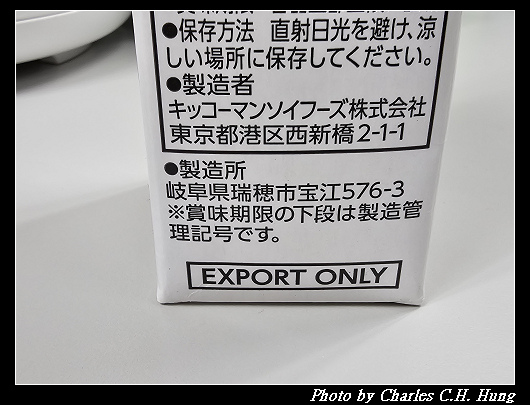 ●保存方法 直射日光を避け、涼
しい場所に保存してください。
●製造者
キッコーマンソイフーズ株式会社
東京都港区西新橋2-1-1
●製造所
岐阜県瑞穂市宝江576-3
※賞味期限の下段は製造管
理記号です。
EXPORT ONLY
Photo by Charles C.H. Hung